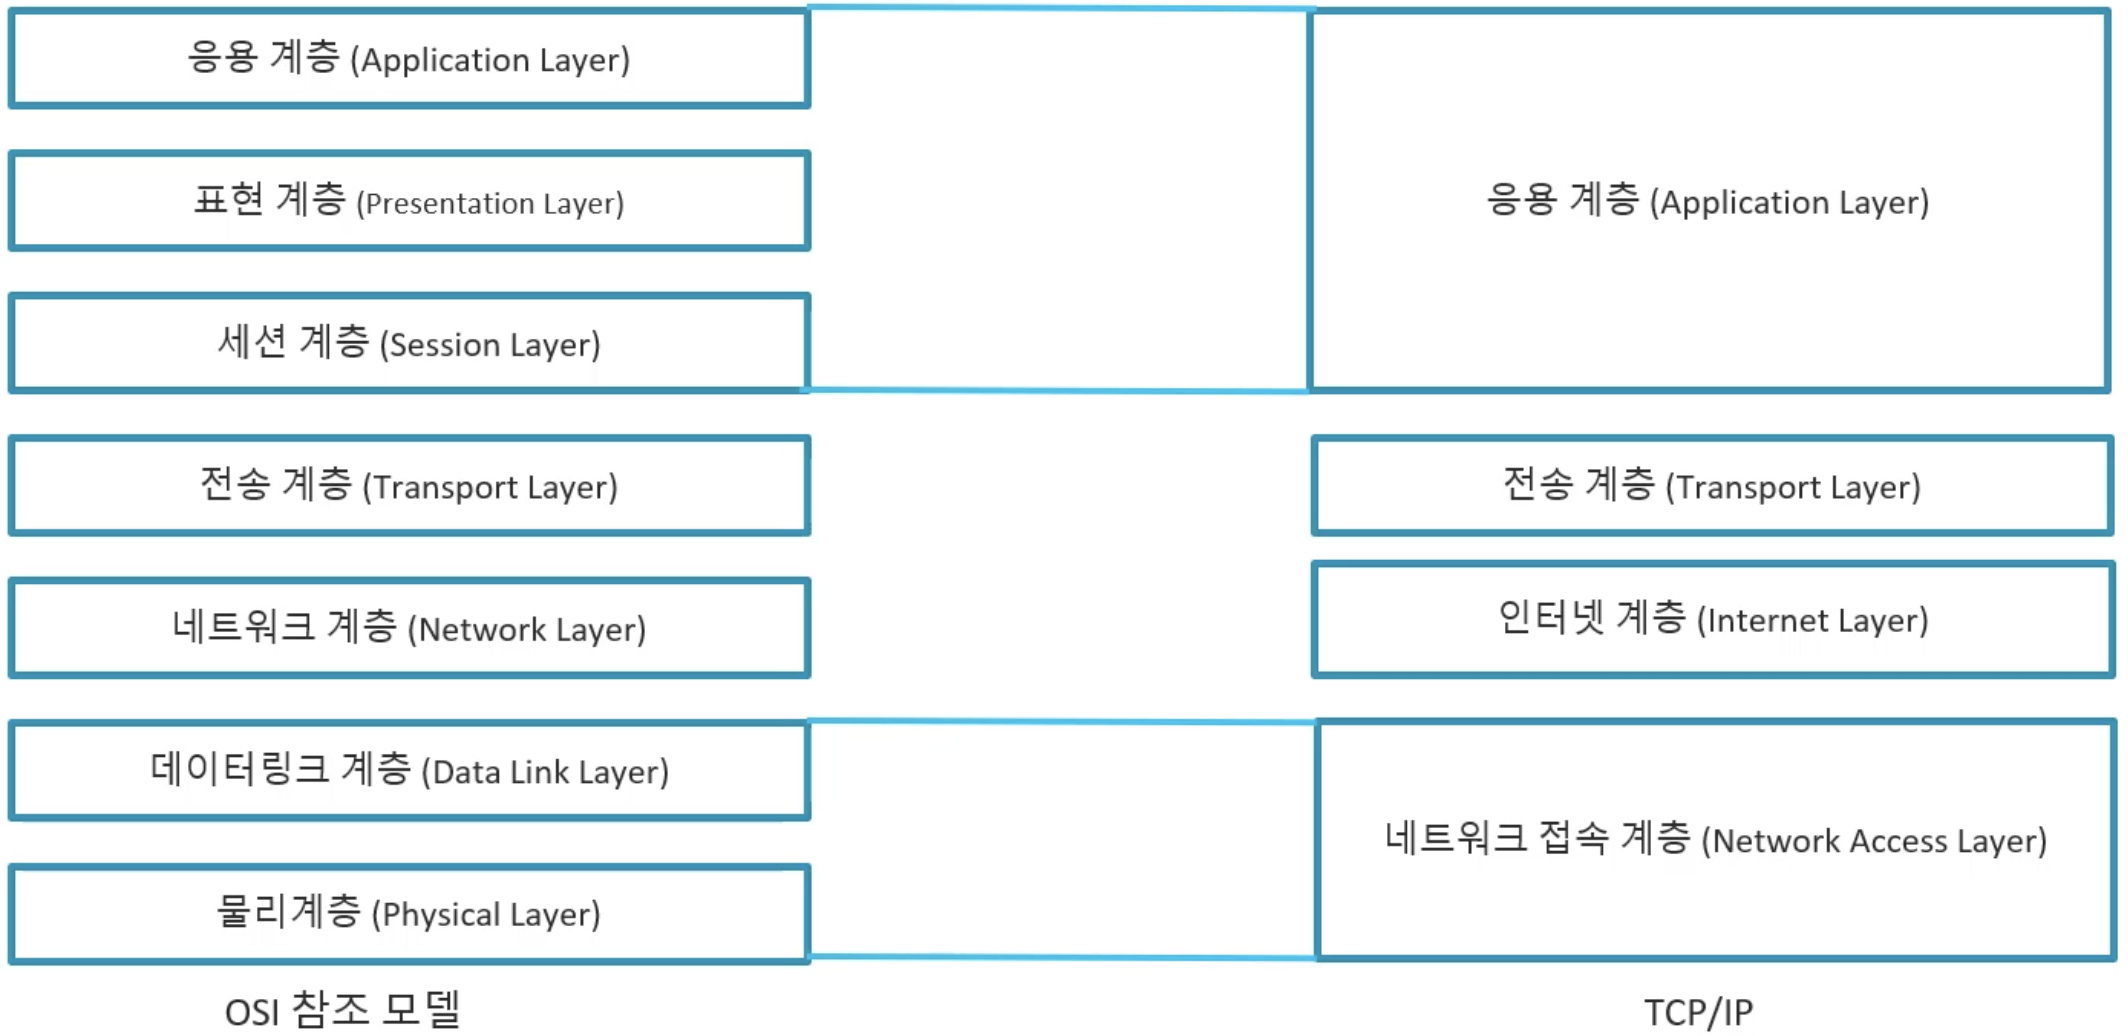 응용 계층 (Application Layer)
표현 계층 (Presentation Layer)
세션 계층 (Session Layer)
전송 계층 (Transport Layer)
네트워크 계층 (Network Layer)
데이터링크 계층 (Data Link Layer)
물리계층 (Physical Layer)
OSI 참조 모델
응용 계층 (Application Layer)
전송 계층 (Transport Layer)
인터넷 계층 (Internet Layer)
네트워크 접속 계층 (Network Access Layer)
TCP/IP